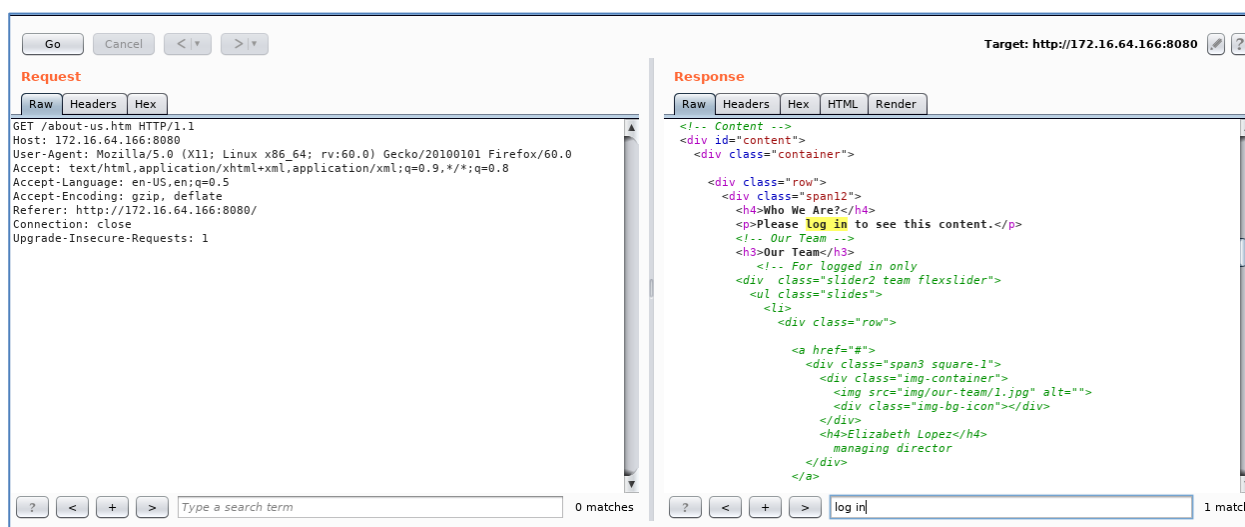 Go Cancel < > Target: http://172.16.64.166:8080 ?
Request
Raw Headers Hex
GET /about-us.htm HTTP/1.1
Host: 172.16.64.166:8080
User-Agent: Mozilla/5.0 (X11; Linux x86_64; rv:60.0) Gecko/20100101 Firefox/60.0
Accept: text/html,application/xhtml+xml,application/xml;q=0.9,*/*;q=0.8
Accept-Language: en-US,en;q=0.5
Accept-Encoding: gzip, deflate
Referer: http://172.16.64.166:8080/
Connection: close
Upgrade-Insecure-Requests: 1
? < + > Type a search term 0 matches
Response
Raw Headers Hex HTML Render
<!-- Content -->
<div id="content">
<div class="container">
<div class="row">
<div class="span12">
<h4>Who We Are?</h4>
<p>Please log in to see this content.</p>
<!-- Our Team -->
<h3>Our Team</h3>
<!-- For logged in only
<div  class="slider2 team flexslider">
<ul class="slides">
<li>
<div class="row">
<a href="#">
<div class="span3 square-1">
<div class="img-container">
<img src="img/our-team/1.jpg" alt="">
<div class="img-bg-icon"></div>
</div>
<h4>Elizabeth Lopez</h4>
managing director
</div>
</a>
? < + > log in 1 match